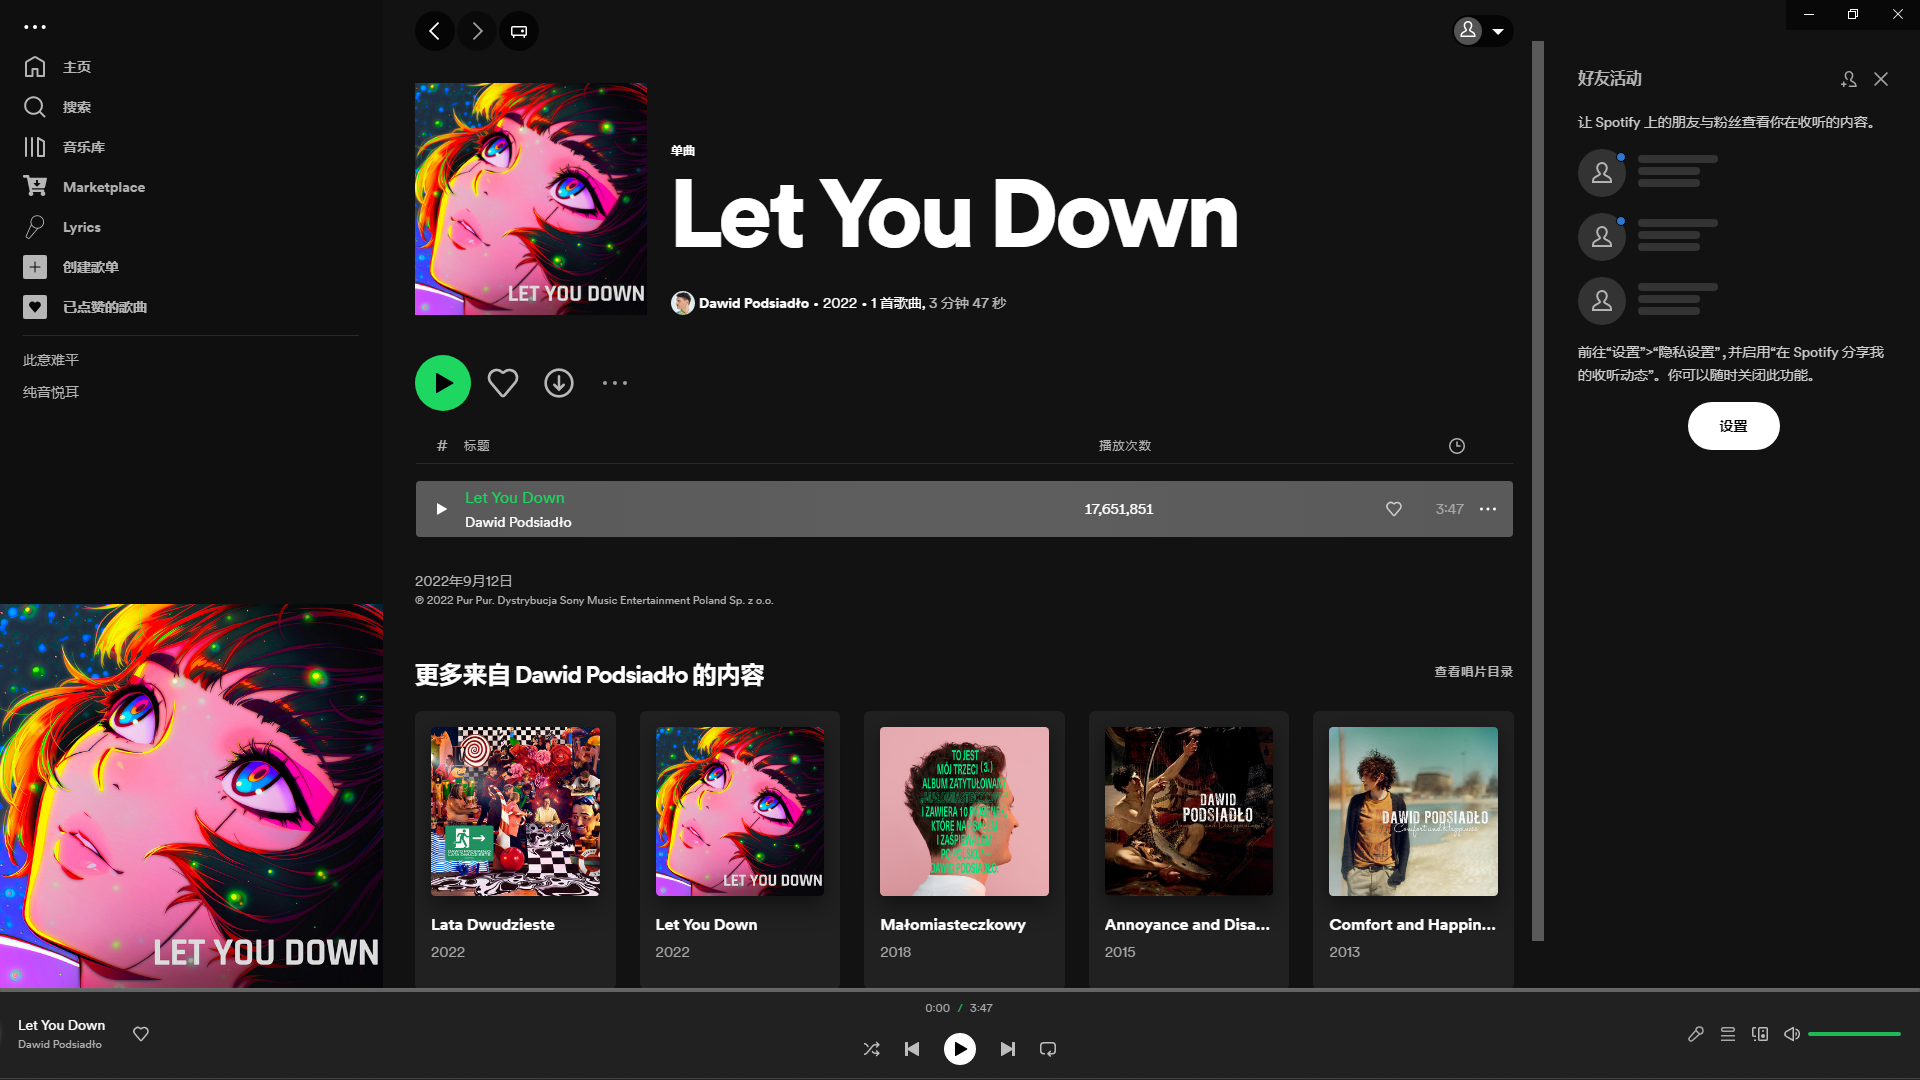 主页
搜索
音乐库
Marketplace
Lyrics
创建歌单
已点赞的歌曲
此意难平
纯音悦耳
LET YOU DOWN
LET YOU DOWN
单曲
Let You Down
Dawid Podsiadło • 2022 • 1 首歌曲, 3 分钟 47 秒
# 标题 播放次数
Let You Down
Dawid Podsiadło
17,651,851
3:47
2022年9月12日
℗ 2022 Pur Pur. Dystrybucja Sony Music Entertainment Poland Sp. z o.o.
更多来自 Dawid Podsiadło 的内容
查看唱片目录
LET YOU DOWN
TO JEST
MÓJ TRZECI (3.)
ALBUM ZATYTUŁOWANY
I ZAWIERA 10
KTÓRE
DAWID
PODSIADŁO
DAWID PODSIADŁO
Comfort and Happiness
Lata Dwudzieste
2022
Let You Down
2022
Małomiasteczkowy
2018
Annoyance and Disa...
2015
Comfort and Happin...
2013
好友活动
让 Spotify 上的朋友与粉丝查看你在收听的内容。
前往“设置”>“隐私设置”, 并启用“在 Spotify 分享我
的收听动态”。你可以随时关闭此功能。
设置
Let You Down
Dawid Podsiadło
0:00 / 3:47